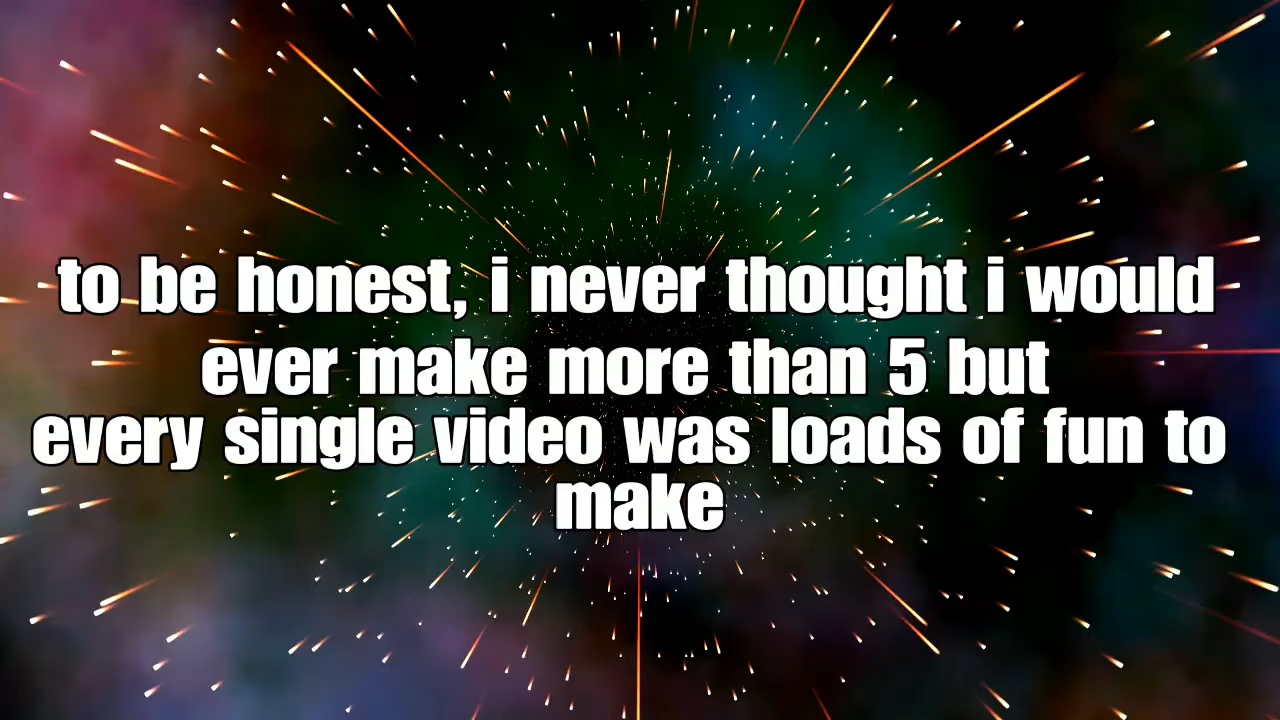 to be honest, i never thought i would
ever make more than 5 but
every single video was loads of fun to
make